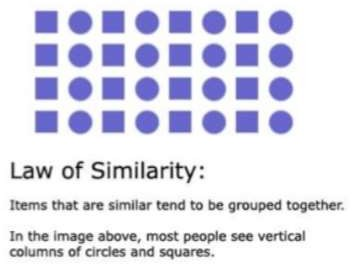 Law of Similarity:
Items that are similar tend to be grouped together.
In the image above, most people see vertical
columns of circles and squares.